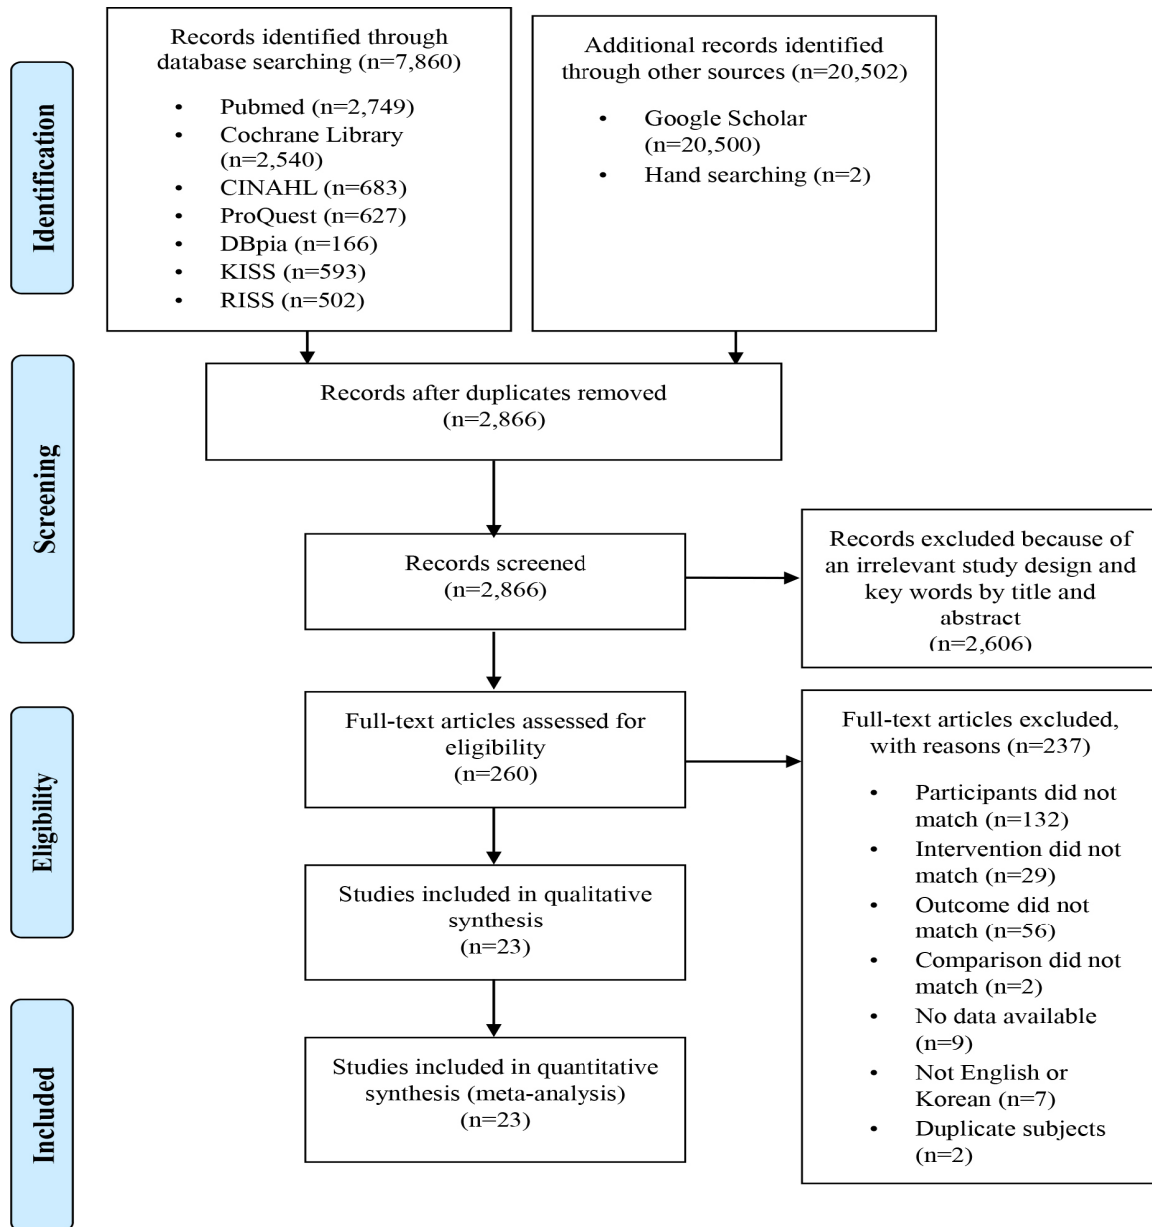 Identification
Records identified through
database searching (n=7,860)
• Pubmed (n=2,749)
• Cochrane Library
(n=2,540)
• CINAHL (n=683)
• ProQuest (n=627)
• DBpia (n=166)
• KISS (n=593)
• RISS (n=502)
Additional records identified
through other sources (n=20,502)
• Google Scholar
(n=20,500)
• Hand searching (n=2)
Screening
Records after duplicates removed
(n=2,866)
Records screened
(n=2,866)
Records excluded because of
an irrelevant study design and
key words by title and
abstract
(n=2,606)
Eligibility
Full-text articles assessed for
eligibility
(n=260)
Full-text articles excluded,
with reasons (n=237)
• Participants did not
match (n=132)
• Intervention did not
match (n=29)
• Outcome did not
match (n=56)
• Comparison did not
match (n=2)
• No data available
(n=9)
• Not English or
Korean (n=7)
• Duplicate subjects
(n=2)
Studies included in qualitative
synthesis
(n=23)
Included
Studies included in quantitative
synthesis (meta-analysis)
(n=23)